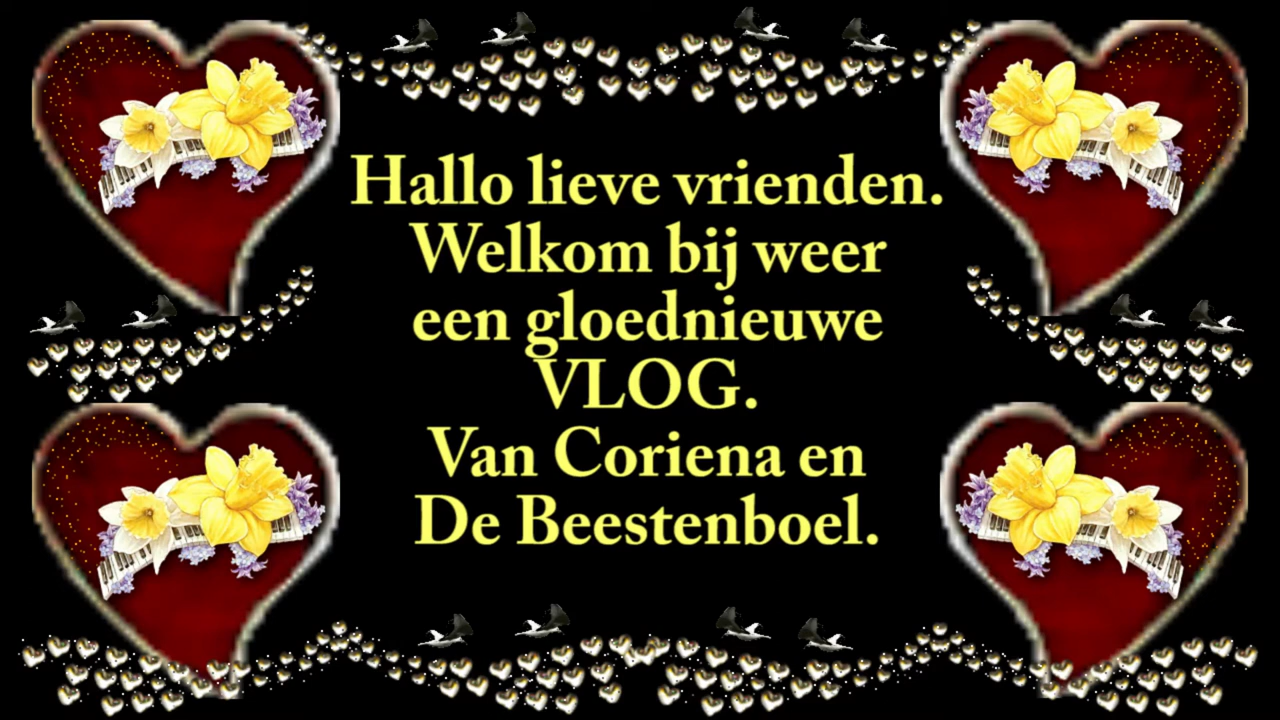 Hallo lieve vrienden.
Welkom bij weer
een gloednieuwe
VLOG.
Van Coriena en
De Beestenboel.